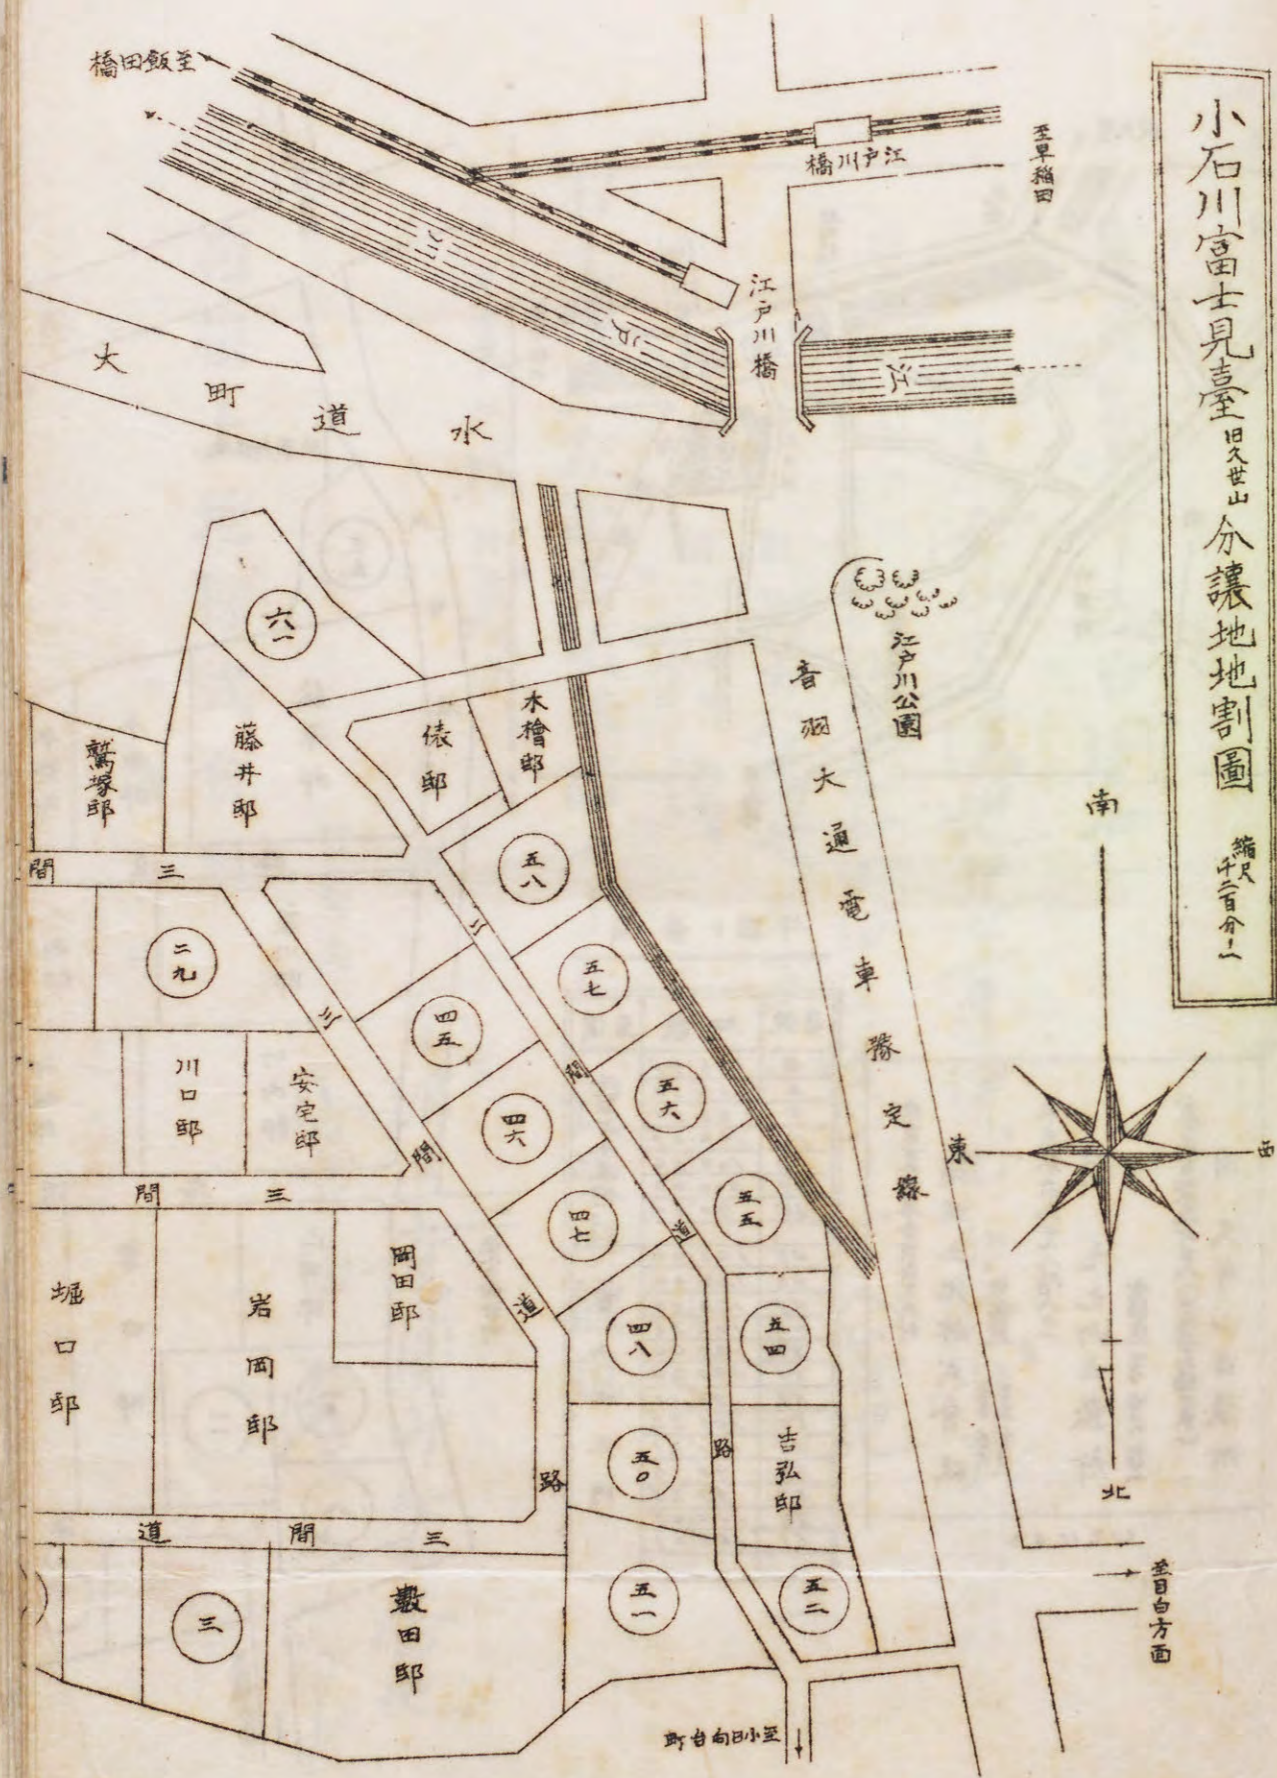 小石川富士見臺旧久世山分讓地地割圖 縮尺千二百分ノ一
至早稲田
江戸川橋
至飯田橋
江戸川橋
江
戸
川
水道町
大
江戸川公園
音羽大通電車豫定線
南
東
西
北
至目白方面
至小日向台町
六一
木檜邸
俵邸
藤井邸
鷲塚邸
三間
五八
五七
五六
五五
五四
吉弘邸
五二
二間道路
四五
四六
四七
四八
五〇
五一
三間道路
二九
安宅邸
川口邸
三間
岡田邸
岩岡邸
堀口邸
三間道
數田邸
三